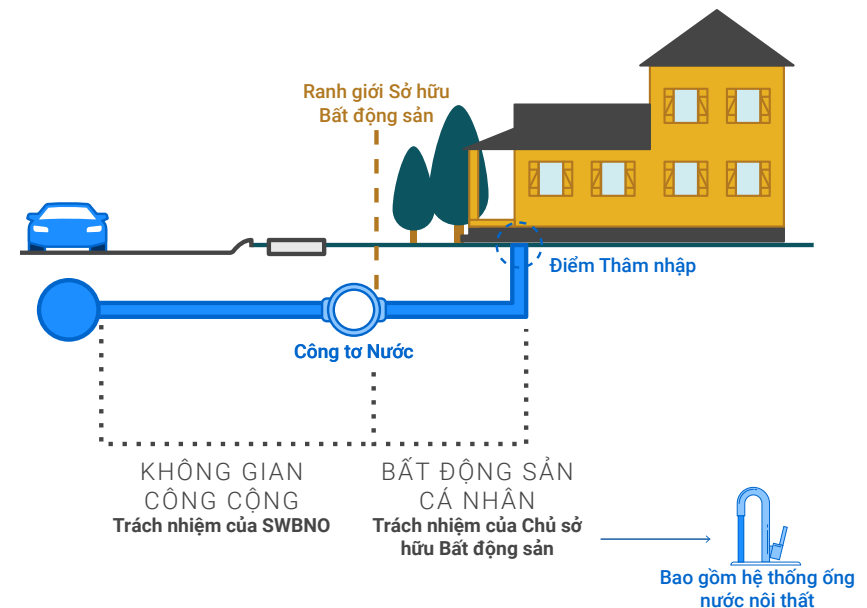 Ranh giới Sở hữu
Bất động sản
Điểm Thâm nhập
Công tơ Nước
KHÔNG GIAN
CÔNG CỘNG
Trách nhiệm của SWBNO
BẤT ĐỘNG SẢN
CÁ NHÂN
Trách nhiệm của Chủ sở
hữu Bất động sản
Bao gồm hệ thống ống
nước nội thất